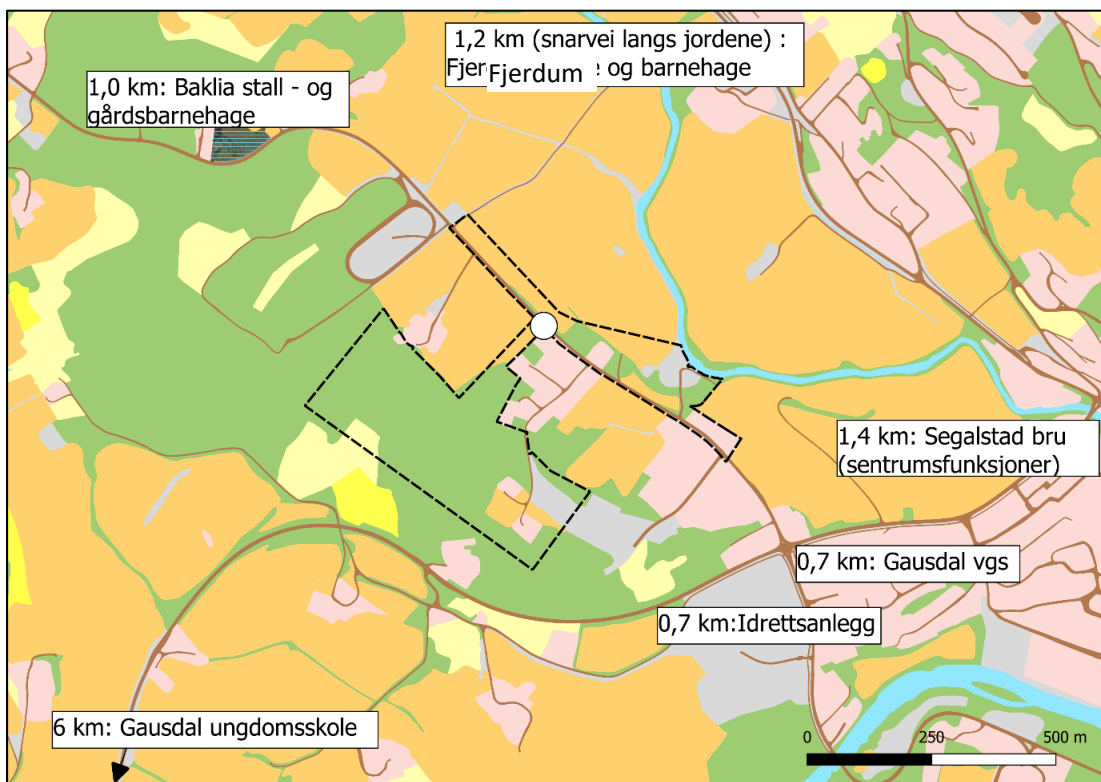 1,2 km (snarvei langs jordene) :
Fjerdum e og barnehage
1,0 km: Baklia stall - og
gårdsbarnehage
1,4 km: Segalstad bru
(sentrumsfunksjoner)
0,7 km: Gausdal vgs
0,7 km:Idrettsanlegg
6 km: Gausdal ungdomsskole
0 250 500 m